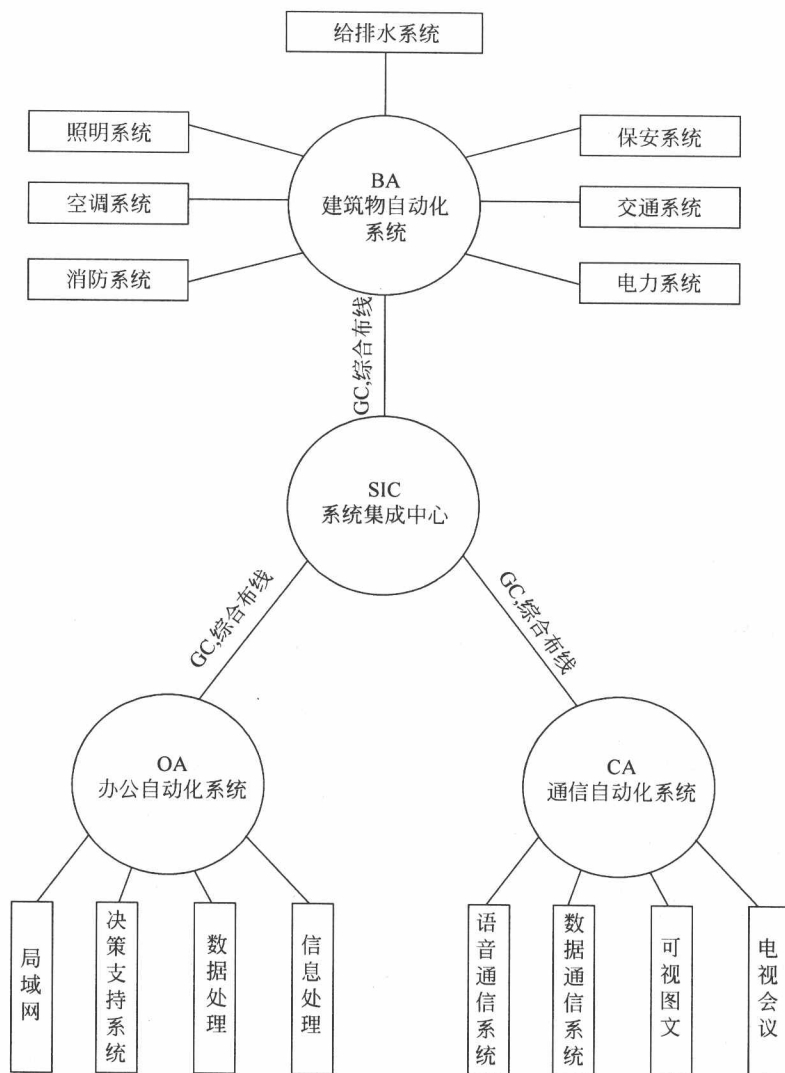 给排水系统
照明系统
保安系统
BA
建筑物自动化
系统
空调系统
交通系统
消防系统
电力系统
GC,综合布线
SIC
系统集成中心
GC,综合布线
GC,综合布线
OA
办公自动化系统
CA
通信自动化系统
局域网
决策支持系统
数据处理
信息处理
语音通信系统
数据通信系统
可视图文
电视会议